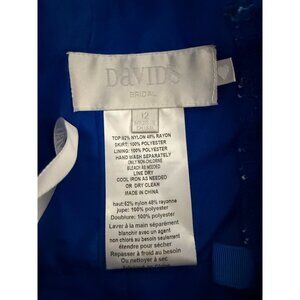 DAVID'S
BRIDAL
12
TOP:62% NYLON 48% RAYON
SKIRT: 100% POLYESTER
LINING: 100% POLYESTER
HAND WASH SEPARATELY
ONLY NON-CHLORINE
BLEACH AS NEEDED
LINE DRY
COOL IRON AS NEEDED
OR DRY CLEAN
MADE IN CHINA
haut:62% nylon 48% rayonne
jupe: 100% polyester
Doublure: 100% polyester
Laver à la main séparément
blanchir avec un agent
non chloré au besoin seulement
étendre pour sécher
Repasser à froid au besoin
Ou nettoyer à sec